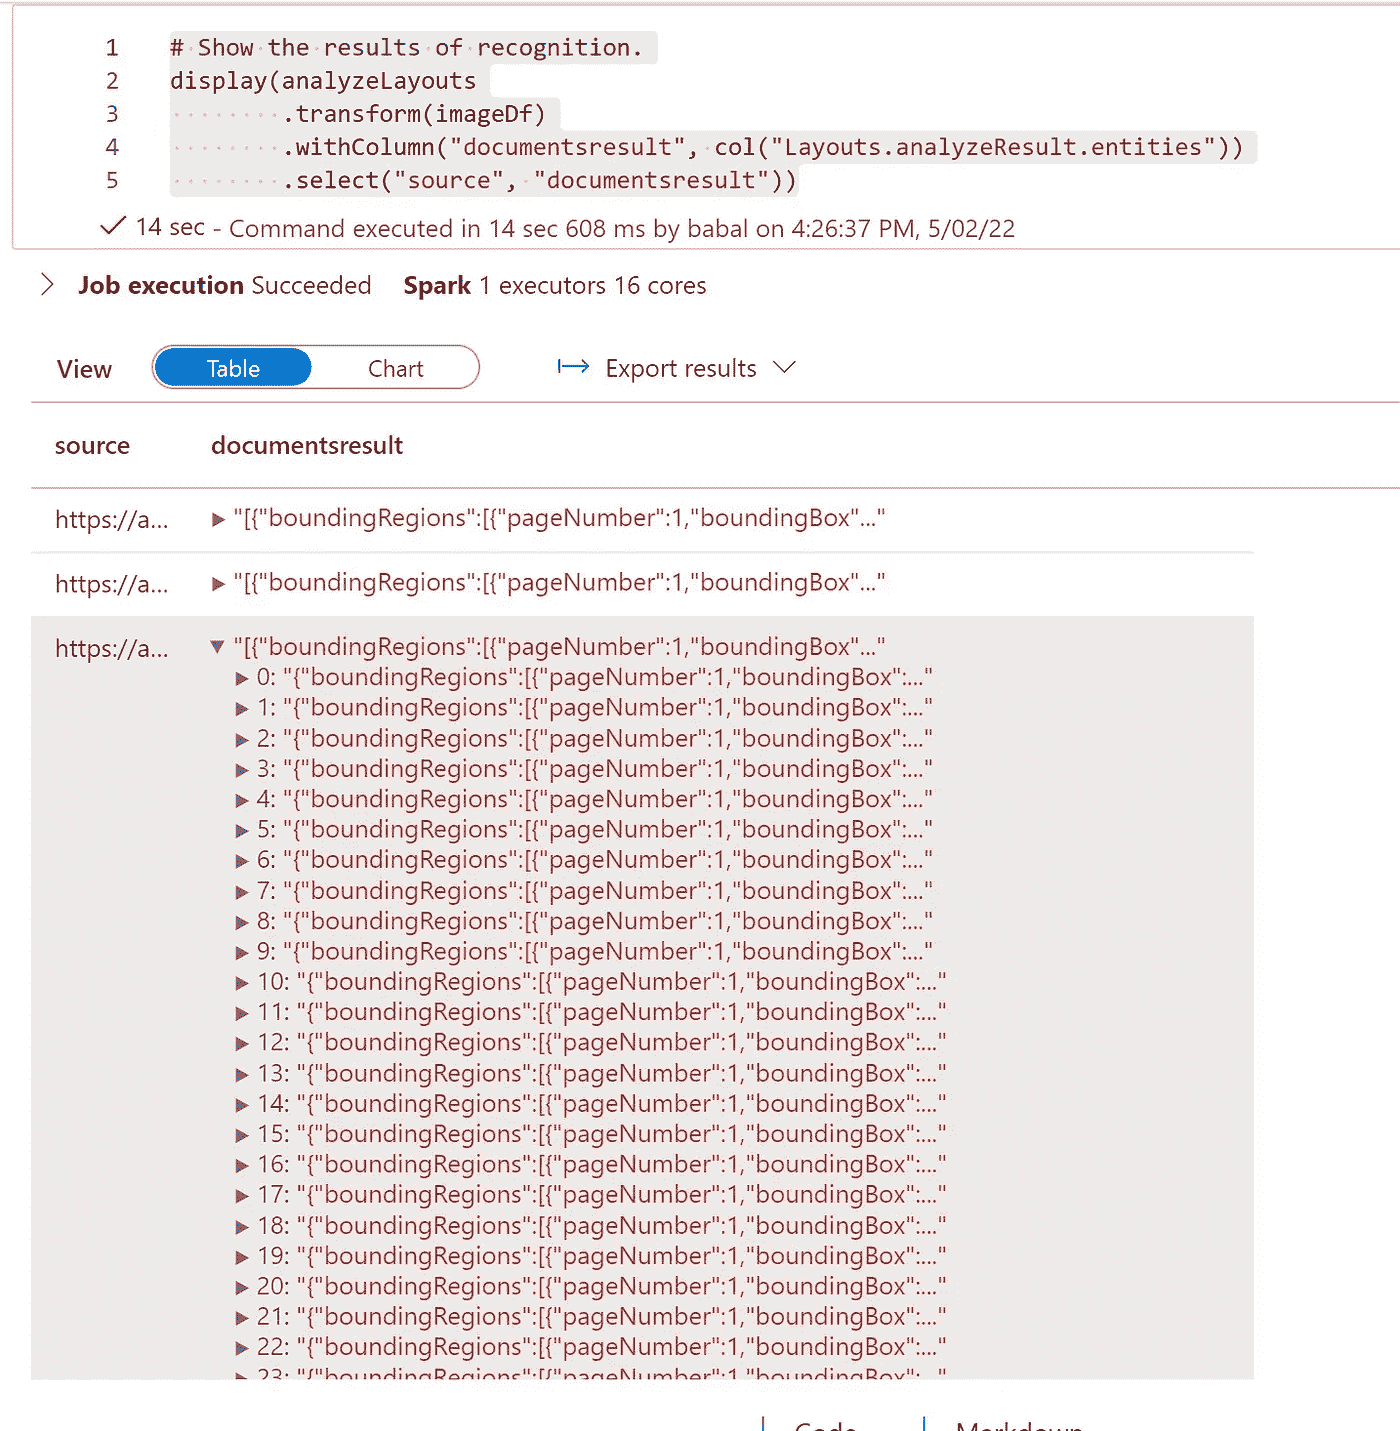 1 # Show the results of recognition.
2 display(analyzeLayouts
3 .transform(imageDf)
4 .withColumn("documentsresult", col("Layouts.analyzeResult.entities"))
5 .select("source", "documentsresult"))
14 sec - Command executed in 14 sec 608 ms by babal on 4:26:37 PM, 5/02/22
Job execution Succeeded Spark 1 executors 16 cores
View Table Chart Export results
source documentsresult
https://a... "[{"boundingRegions":[{"pageNumber":1,"boundingBox"..."
https://a... "[{"boundingRegions":[{"pageNumber":1,"boundingBox"..."
https://a... "[{"boundingRegions":[{"pageNumber":1,"boundingBox"..."
0: "{"boundingRegions":[{"pageNumber":1,"boundingBox":..."
1: "{"boundingRegions":[{"pageNumber":1,"boundingBox":..."
2: "{"boundingRegions":[{"pageNumber":1,"boundingBox":..."
3: "{"boundingRegions":[{"pageNumber":1,"boundingBox":..."
4: "{"boundingRegions":[{"pageNumber":1,"boundingBox":..."
5: "{"boundingRegions":[{"pageNumber":1,"boundingBox":..."
6: "{"boundingRegions":[{"pageNumber":1,"boundingBox":..."
7: "{"boundingRegions":[{"pageNumber":1,"boundingBox":..."
8: "{"boundingRegions":[{"pageNumber":1,"boundingBox":..."
9: "{"boundingRegions":[{"pageNumber":1,"boundingBox":..."
10: "{"boundingRegions":[{"pageNumber":1,"boundingBox":..."
11: "{"boundingRegions":[{"pageNumber":1,"boundingBox":..."
12: "{"boundingRegions":[{"pageNumber":1,"boundingBox":..."
13: "{"boundingRegions":[{"pageNumber":1,"boundingBox":..."
14: "{"boundingRegions":[{"pageNumber":1,"boundingBox":..."
15: "{"boundingRegions":[{"pageNumber":1,"boundingBox":..."
16: "{"boundingRegions":[{"pageNumber":1,"boundingBox":..."
17: "{"boundingRegions":[{"pageNumber":1,"boundingBox":..."
18: "{"boundingRegions":[{"pageNumber":1,"boundingBox":..."
19: "{"boundingRegions":[{"pageNumber":1,"boundingBox":..."
20: "{"boundingRegions":[{"pageNumber":1,"boundingBox":..."
21: "{"boundingRegions":[{"pageNumber":1,"boundingBox":..."
22: "{"boundingRegions":[{"pageNumber":1,"boundingBox":..."
23: "{"boundingRegions":[{"pageNumber":1,"boundingBox":..."
Code Markdown